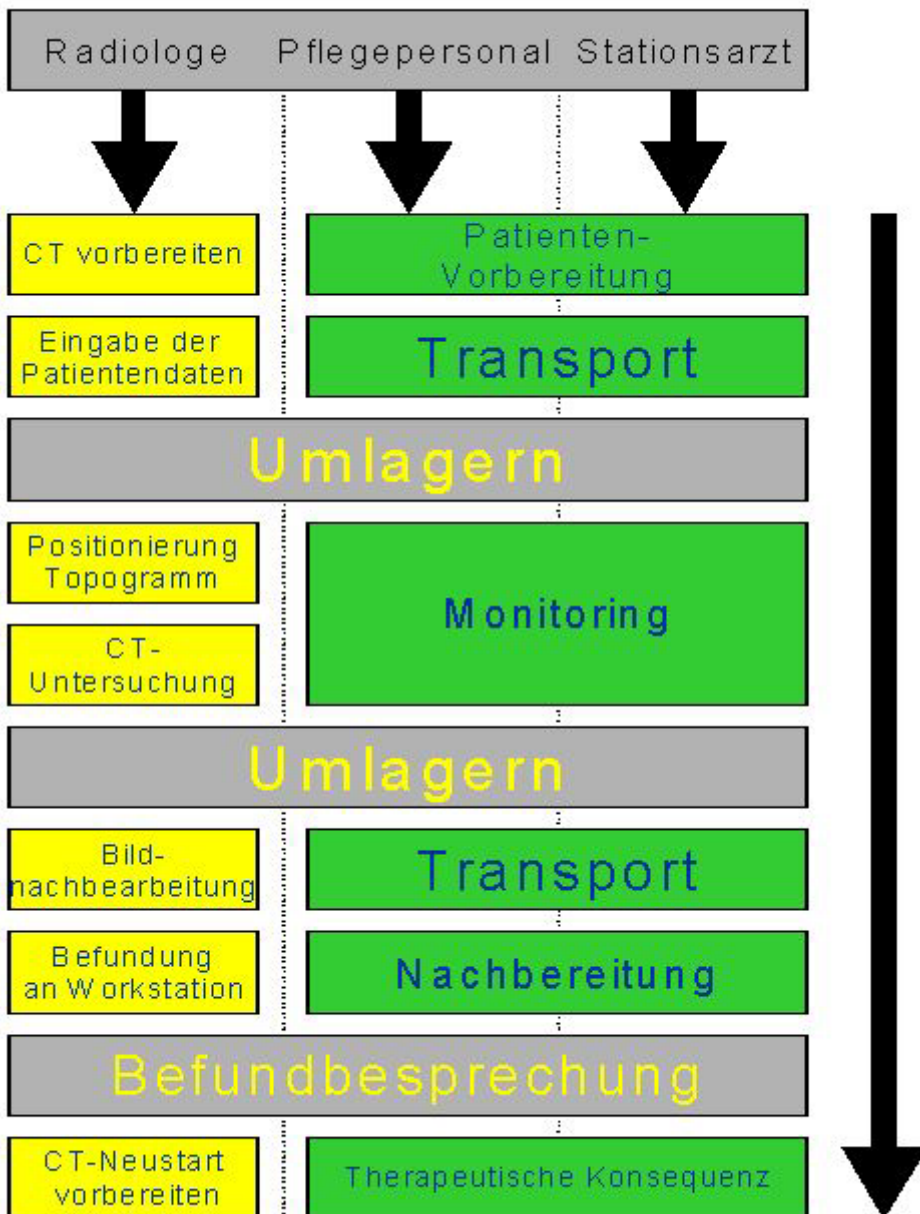 Radiologe Pflegepersonal Stationsarzt
CT vorbereiten
Patienten-
Vorbereitung
Eingabe der
Patientendaten
Transport
Umlagern
Positionierung
Topogramm
Monitoring
CT-
Untersuchung
Umlagern
Bild-
nachbearbeitung
Transport
Befundung
an Workstation
Nachbereitung
Befundbesprechung
CT-Neustart
vorbereiten
Therapeutische Konsequenz